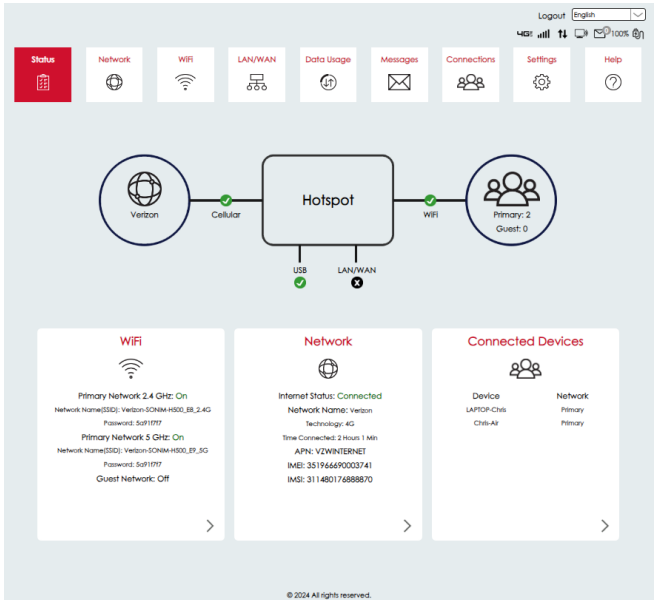 Logout English
4GE 100%
Status Network WiFi LAN/WAN Data Usage Messages Connections Settings Help
Verizon
Cellular
Hotspot
WiFi
Primary: 2
Guest: 0
USB LAN/WAN
WiFi
Primary Network 2.4 GHz: On
Network Name(SSID): Verizon-SONIM-H500_E8_2.4G
Password: 5a91f7f7
Primary Network 5 GHz: On
Network Name(SSID): Verizon-SONIM-H500_E9_5G
Password: 5a91f7f7
Guest Network: Off
Network
Internet Status: Connected
Network Name: Verizon
Technology: 4G
Time Connected: 2 Hours 1 Min
APN: VZWINTERNET
IMEI: 351966690003741
IMSI: 311480176888870
Connected Devices
Device Network
LAPTOP-Chris Primary
Chris-Air Primary
© 2024 All rights reserved.